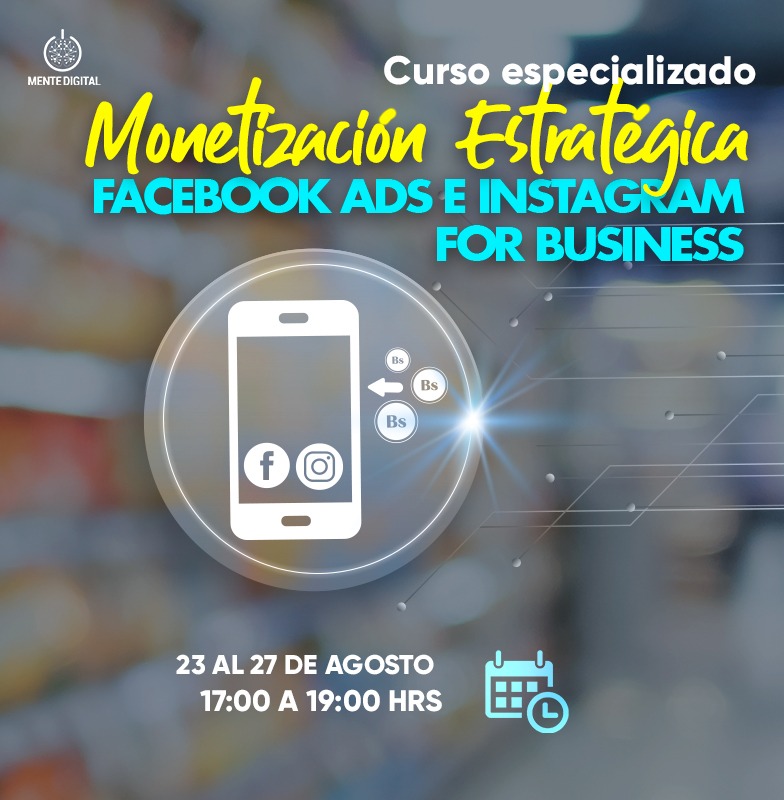 MENTE DIGITAL
Curso especializado
Monetización Estratégica
FACEBOOK ADS E INSTAGRAM
FOR BUSINESS
Bs
Bs
Bs
23 AL 27 DE AGOSTO
17:00 A 19:00 HRS